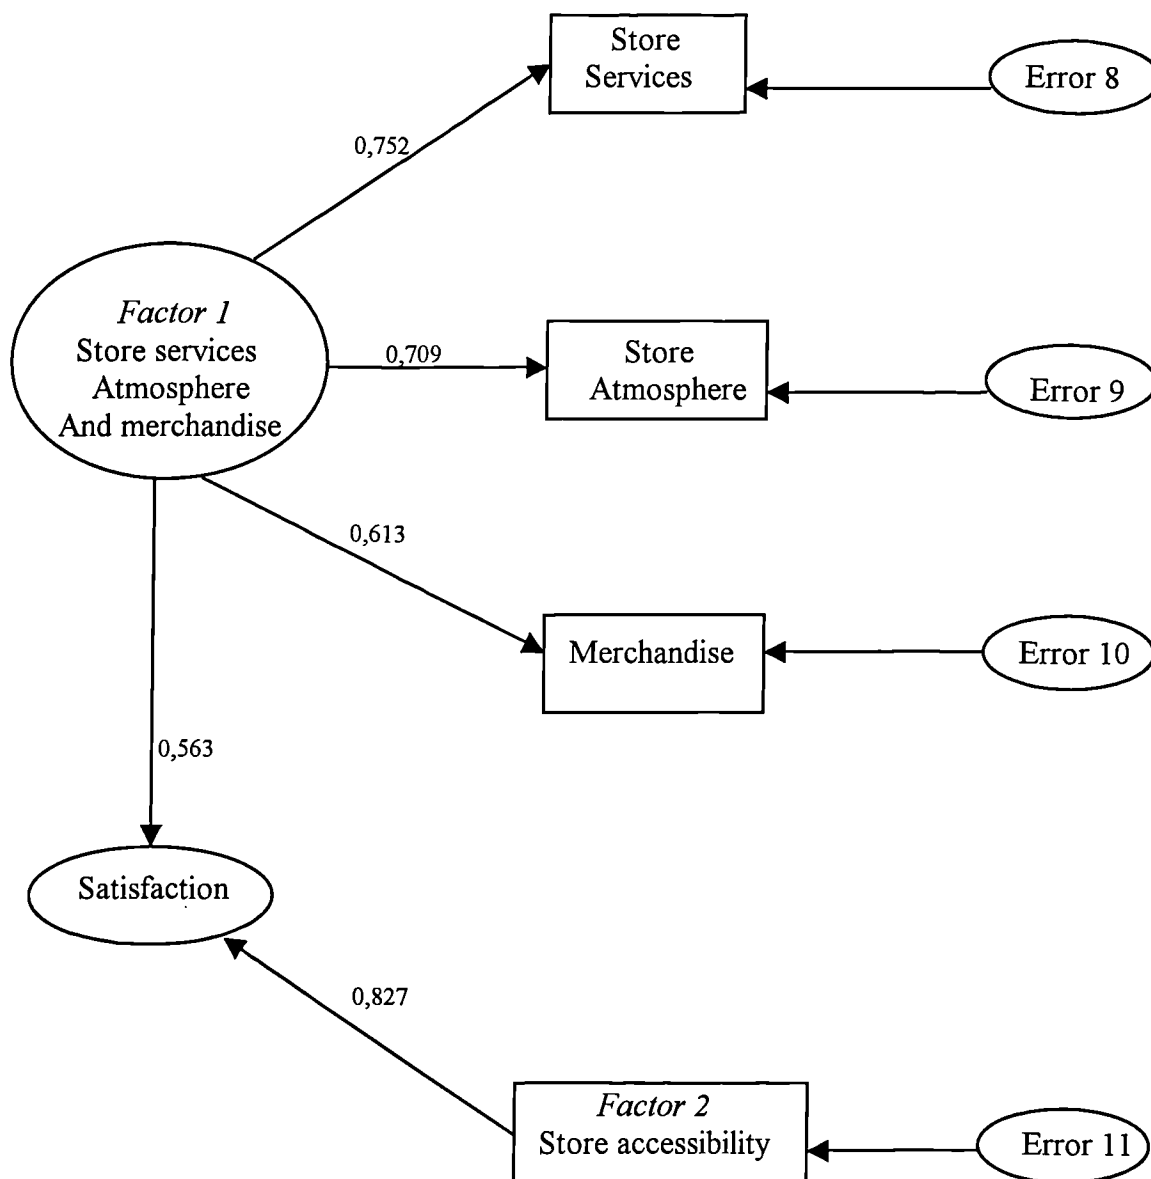 Store
Services
Error 8
0,752
Factor 1
Store services
Atmosphere
And merchandise
0,709
Store
Atmosphere
Error 9
0,613
Merchandise
Error 10
0,563
Satisfaction
0,827
Factor 2
Store accessibility
Error 11